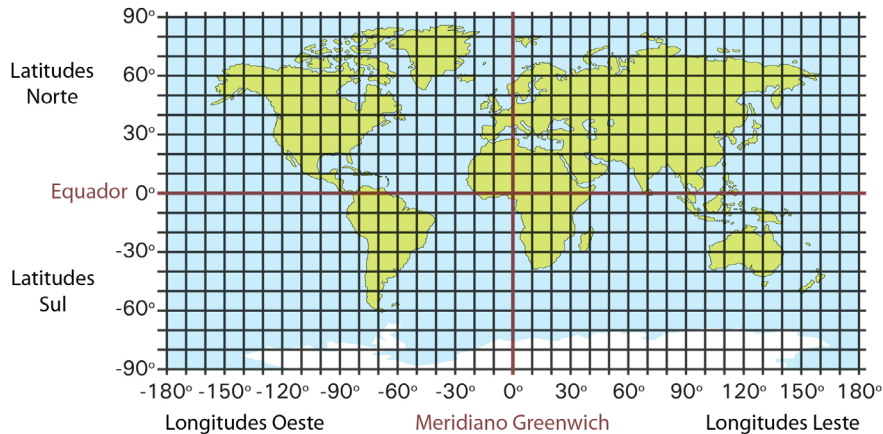 90º
Latitudes
Norte
60º
30º
Equador 0º
-30º
Latitudes
Sul
-60º
-90º
-180º -150º -120º -90º -60º -30º 0º 30º 60º 90º 120º 150º 180º
Longitudes Oeste Meridiano Greenwich Longitudes Leste